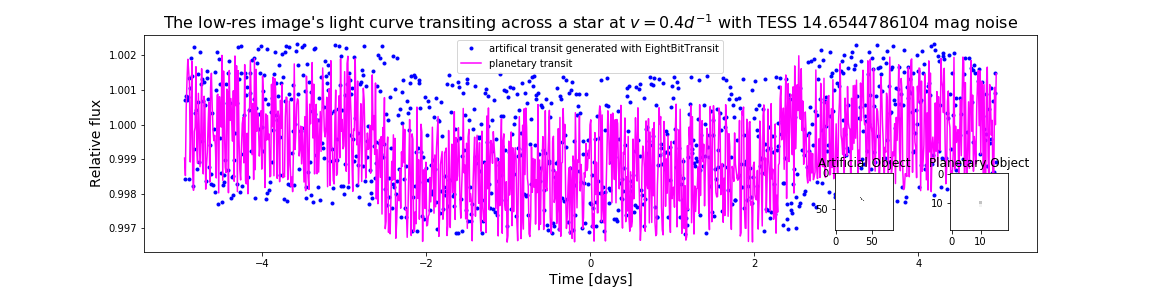 The low-res image's light curve transiting across a star at v = 0.4d⁻¹ with TESS 14.6544786104 mag noise
artifical transit generated with EightBitTransit
planetary transit
Relative flux
1.002
1.001
1.000
0.999
0.998
0.997
Artificial Object
0
50
0 50
Planetary Object
0
10
0 10
−4 −2 0 2 4
Time [days]